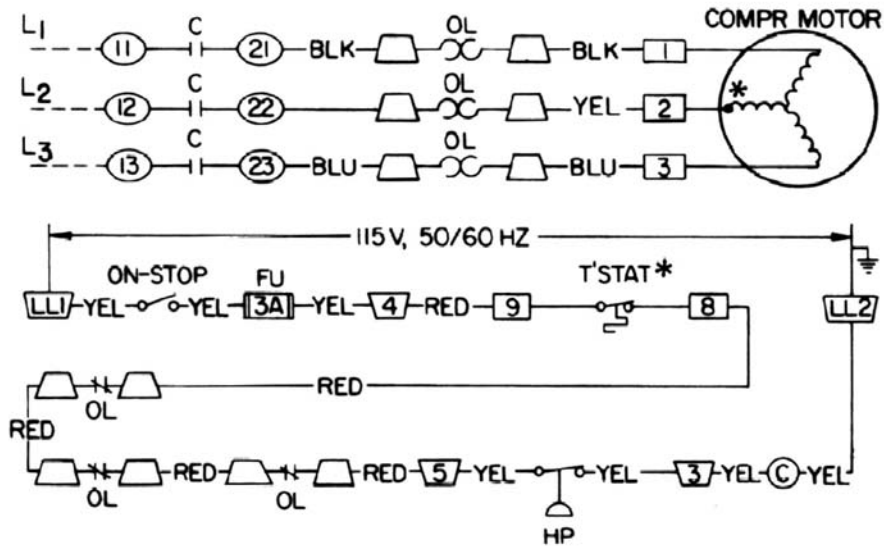 COMPR MOTOR
L1 11 C 21 BLK OL BLK 1
L2 12 C 22 OL YEL 2 *
L3 13 C 23 BLU OL BLU 3
115V, 50/60 HZ
ON-STOP FU T'STAT *
LL1 YEL YEL 3A YEL 4 RED 9 8 LL2
OL RED
RED
OL RED OL RED 5 YEL YEL 3 YEL C YEL
HP